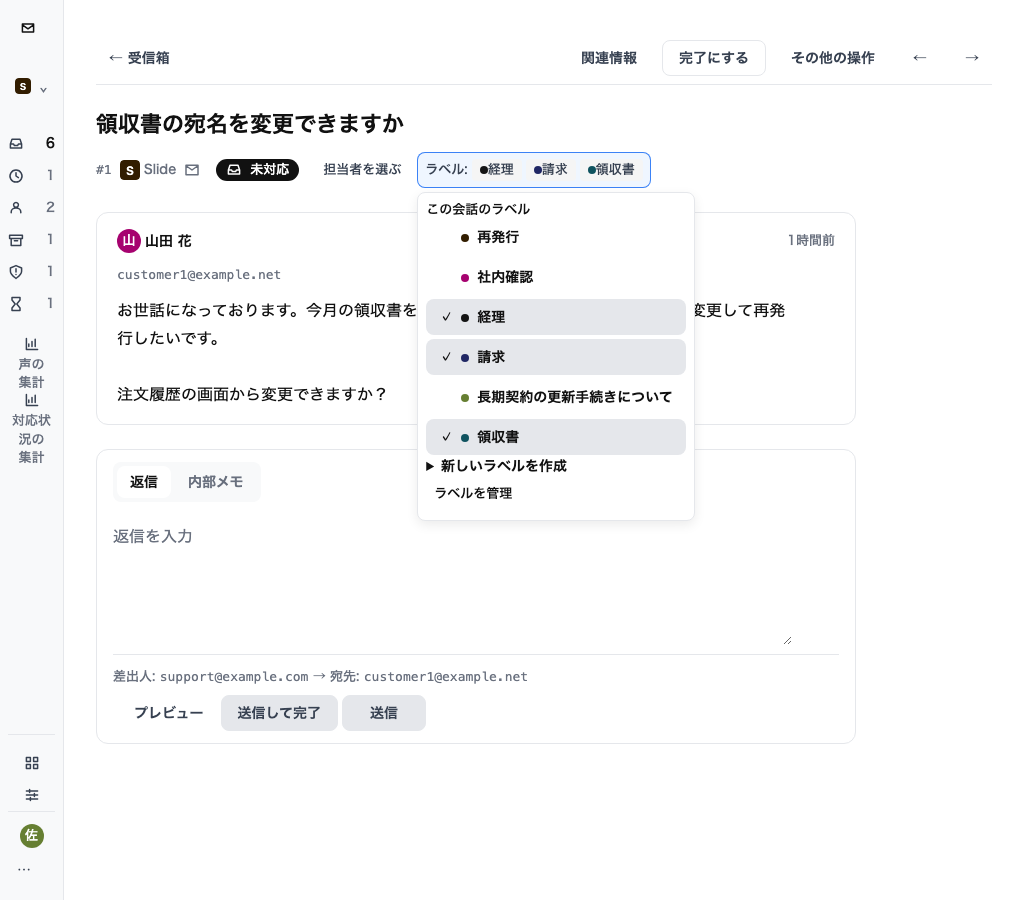 S
6
1
2
1
1
1
声の
集計
対応状
況の
集計
佐
…
← 受信箱
関連情報
完了にする
その他の操作
←
→
領収書の宛名を変更できますか
#1 S Slide 未対応 担当者を選ぶ ラベル: 経理 請求 領収書
山 山田 花
1時間前
customer1@example.net
お世話になっております。今月の領収書を
変更して再発
行したいです。
注文履歴の画面から変更できますか？
この会話のラベル
再発行
社内確認
✓ 経理
✓ 請求
長期契約の更新手続きについて
✓ 領収書
▶ 新しいラベルを作成
ラベルを管理
返信 内部メモ
返信を入力
差出人: support@example.com → 宛先: customer1@example.net
プレビュー 送信して完了 送信